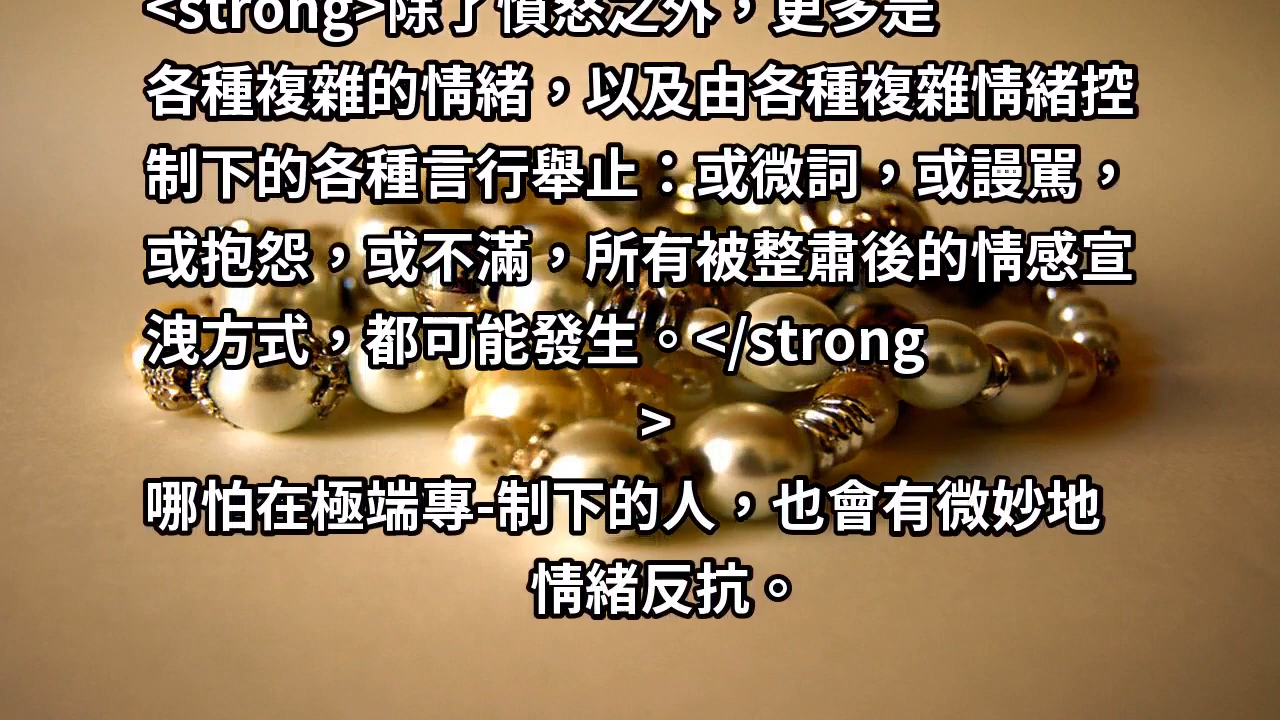 <strong>除了憤怒之外，更多是
各種複雜的情緒，以及由各種複雜情緒控
制下的各種言行舉止：或微詞，或謾罵，
或抱怨，或不滿，所有被整肅後的情感宣
洩方式，都可能發生。</strong
>
哪怕在極端專-制下的人，也會有微妙地
情緒反抗。